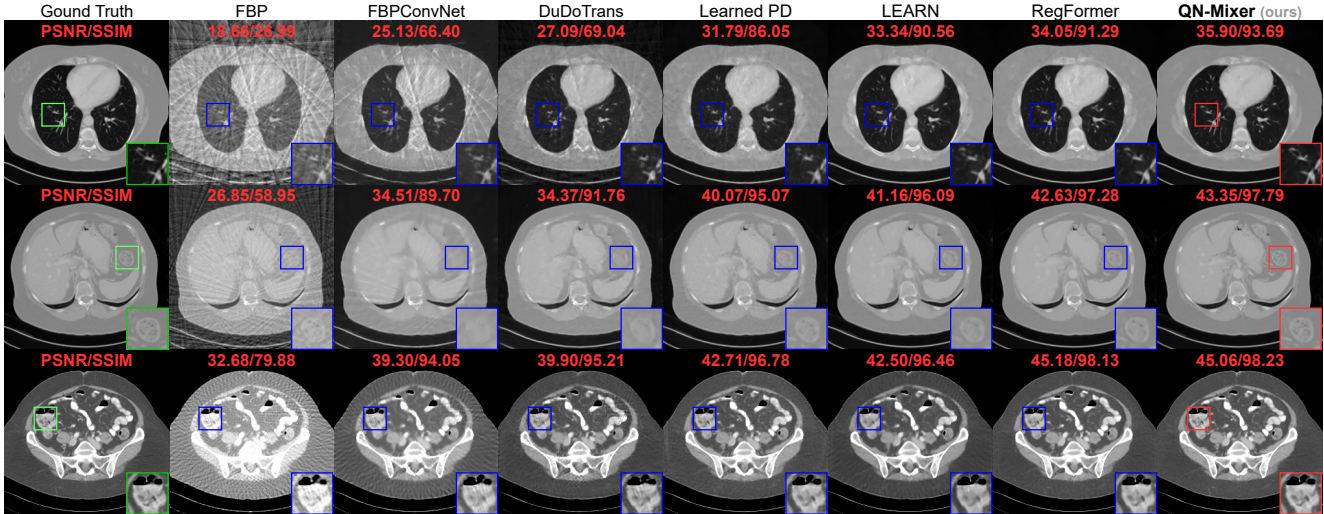 Gound Truth FBP FBPConvNet DuDoTrans Learned PD LEARN RegFormer QN-Mixer (ours)
PSNR/SSIM 18.66/26.99 25.13/66.40 27.09/69.04 31.79/86.05 33.34/90.56 34.05/91.29 35.90/93.69
PSNR/SSIM 26.85/58.95 34.51/89.70 34.37/91.76 40.07/95.07 41.16/96.09 42.63/97.28 43.35/97.79
PSNR/SSIM 32.68/79.88 39.30/94.05 39.90/95.21 42.71/96.78 42.50/96.46 45.18/98.13 45.06/98.23